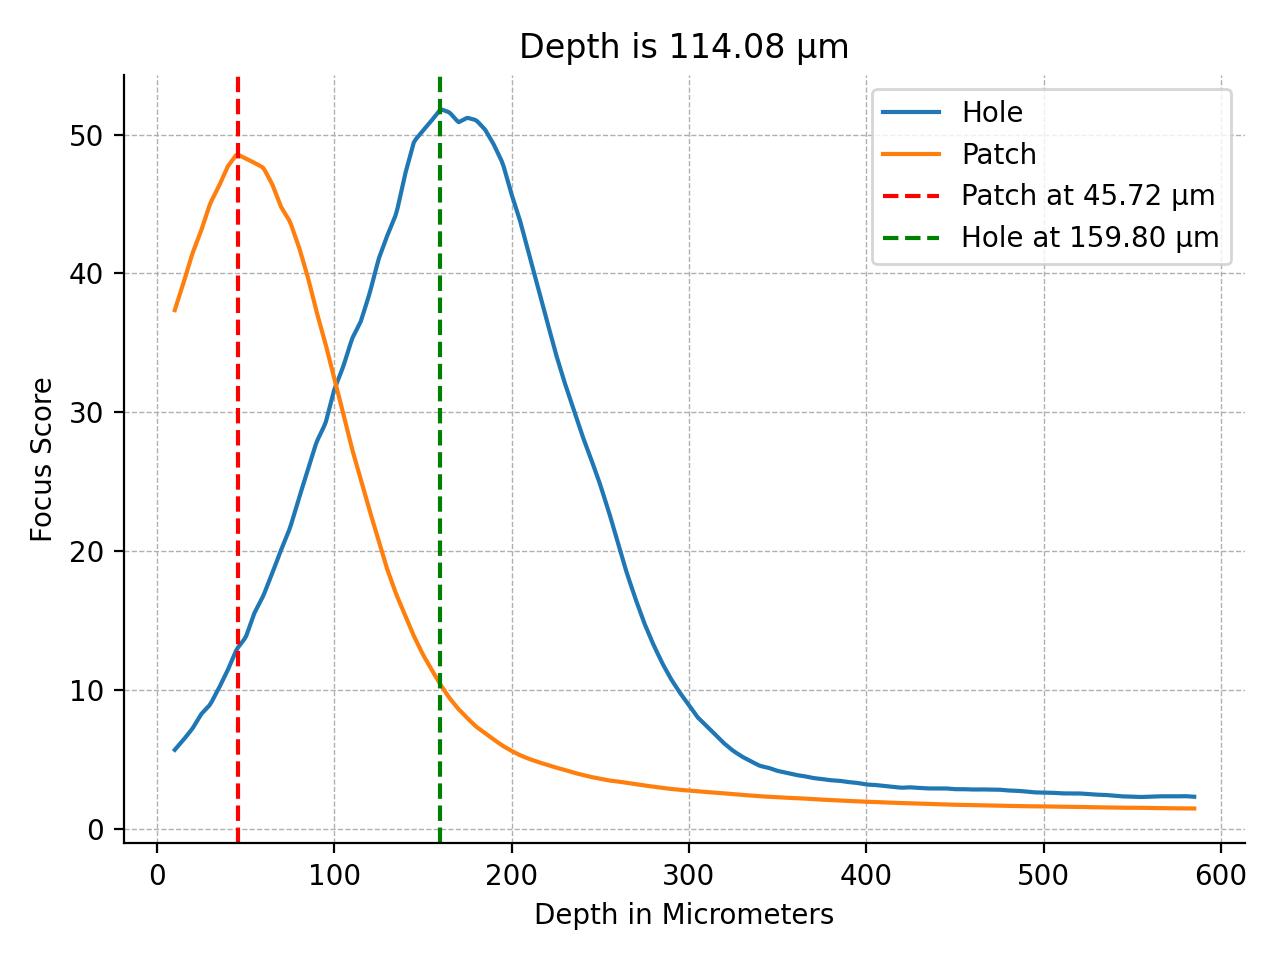 Depth is 114.08 µm
Hole
Patch
Patch at 45.72 µm
Hole at 159.80 µm
Focus Score
50
40
30
20
10
0
0 100 200 300 400 500 600
Depth in Micrometers